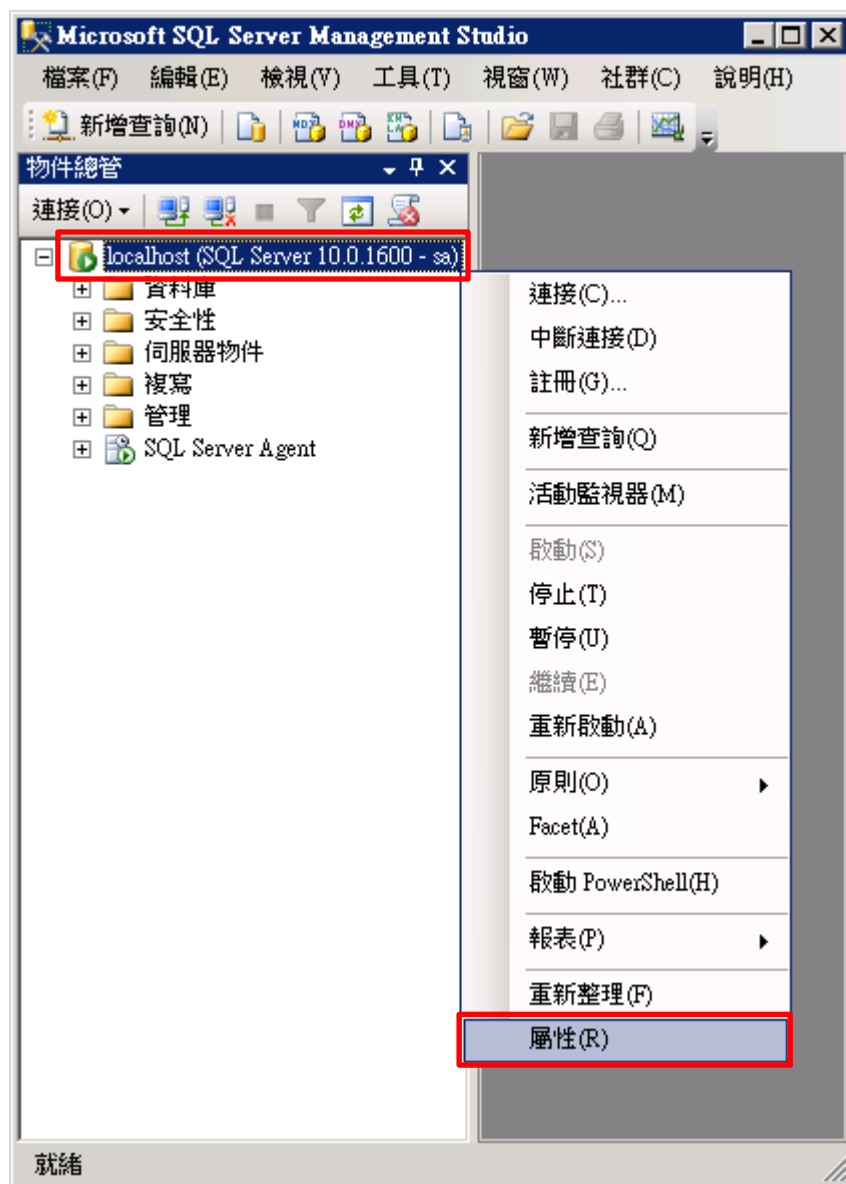 Microsoft SQL Server Management Studio
檔案(F) 編輯(E) 檢視(V) 工具(T) 視窗(W) 社群(C) 說明(H)
新增查詢(N)
物件總管
連接(O)
localhost (SQL Server 10.0.1600 - sa)
資料庫
安全性
伺服器物件
複寫
管理
SQL Server Agent
連接(C)...
中斷連接(D)
註冊(G)...
新增查詢(Q)
活動監視器(M)
啟動(S)
停止(T)
暫停(U)
繼續(E)
重新啟動(A)
原則(O)
Facet(A)
啟動 PowerShell(H)
報表(P)
重新整理(F)
屬性(R)
就緒